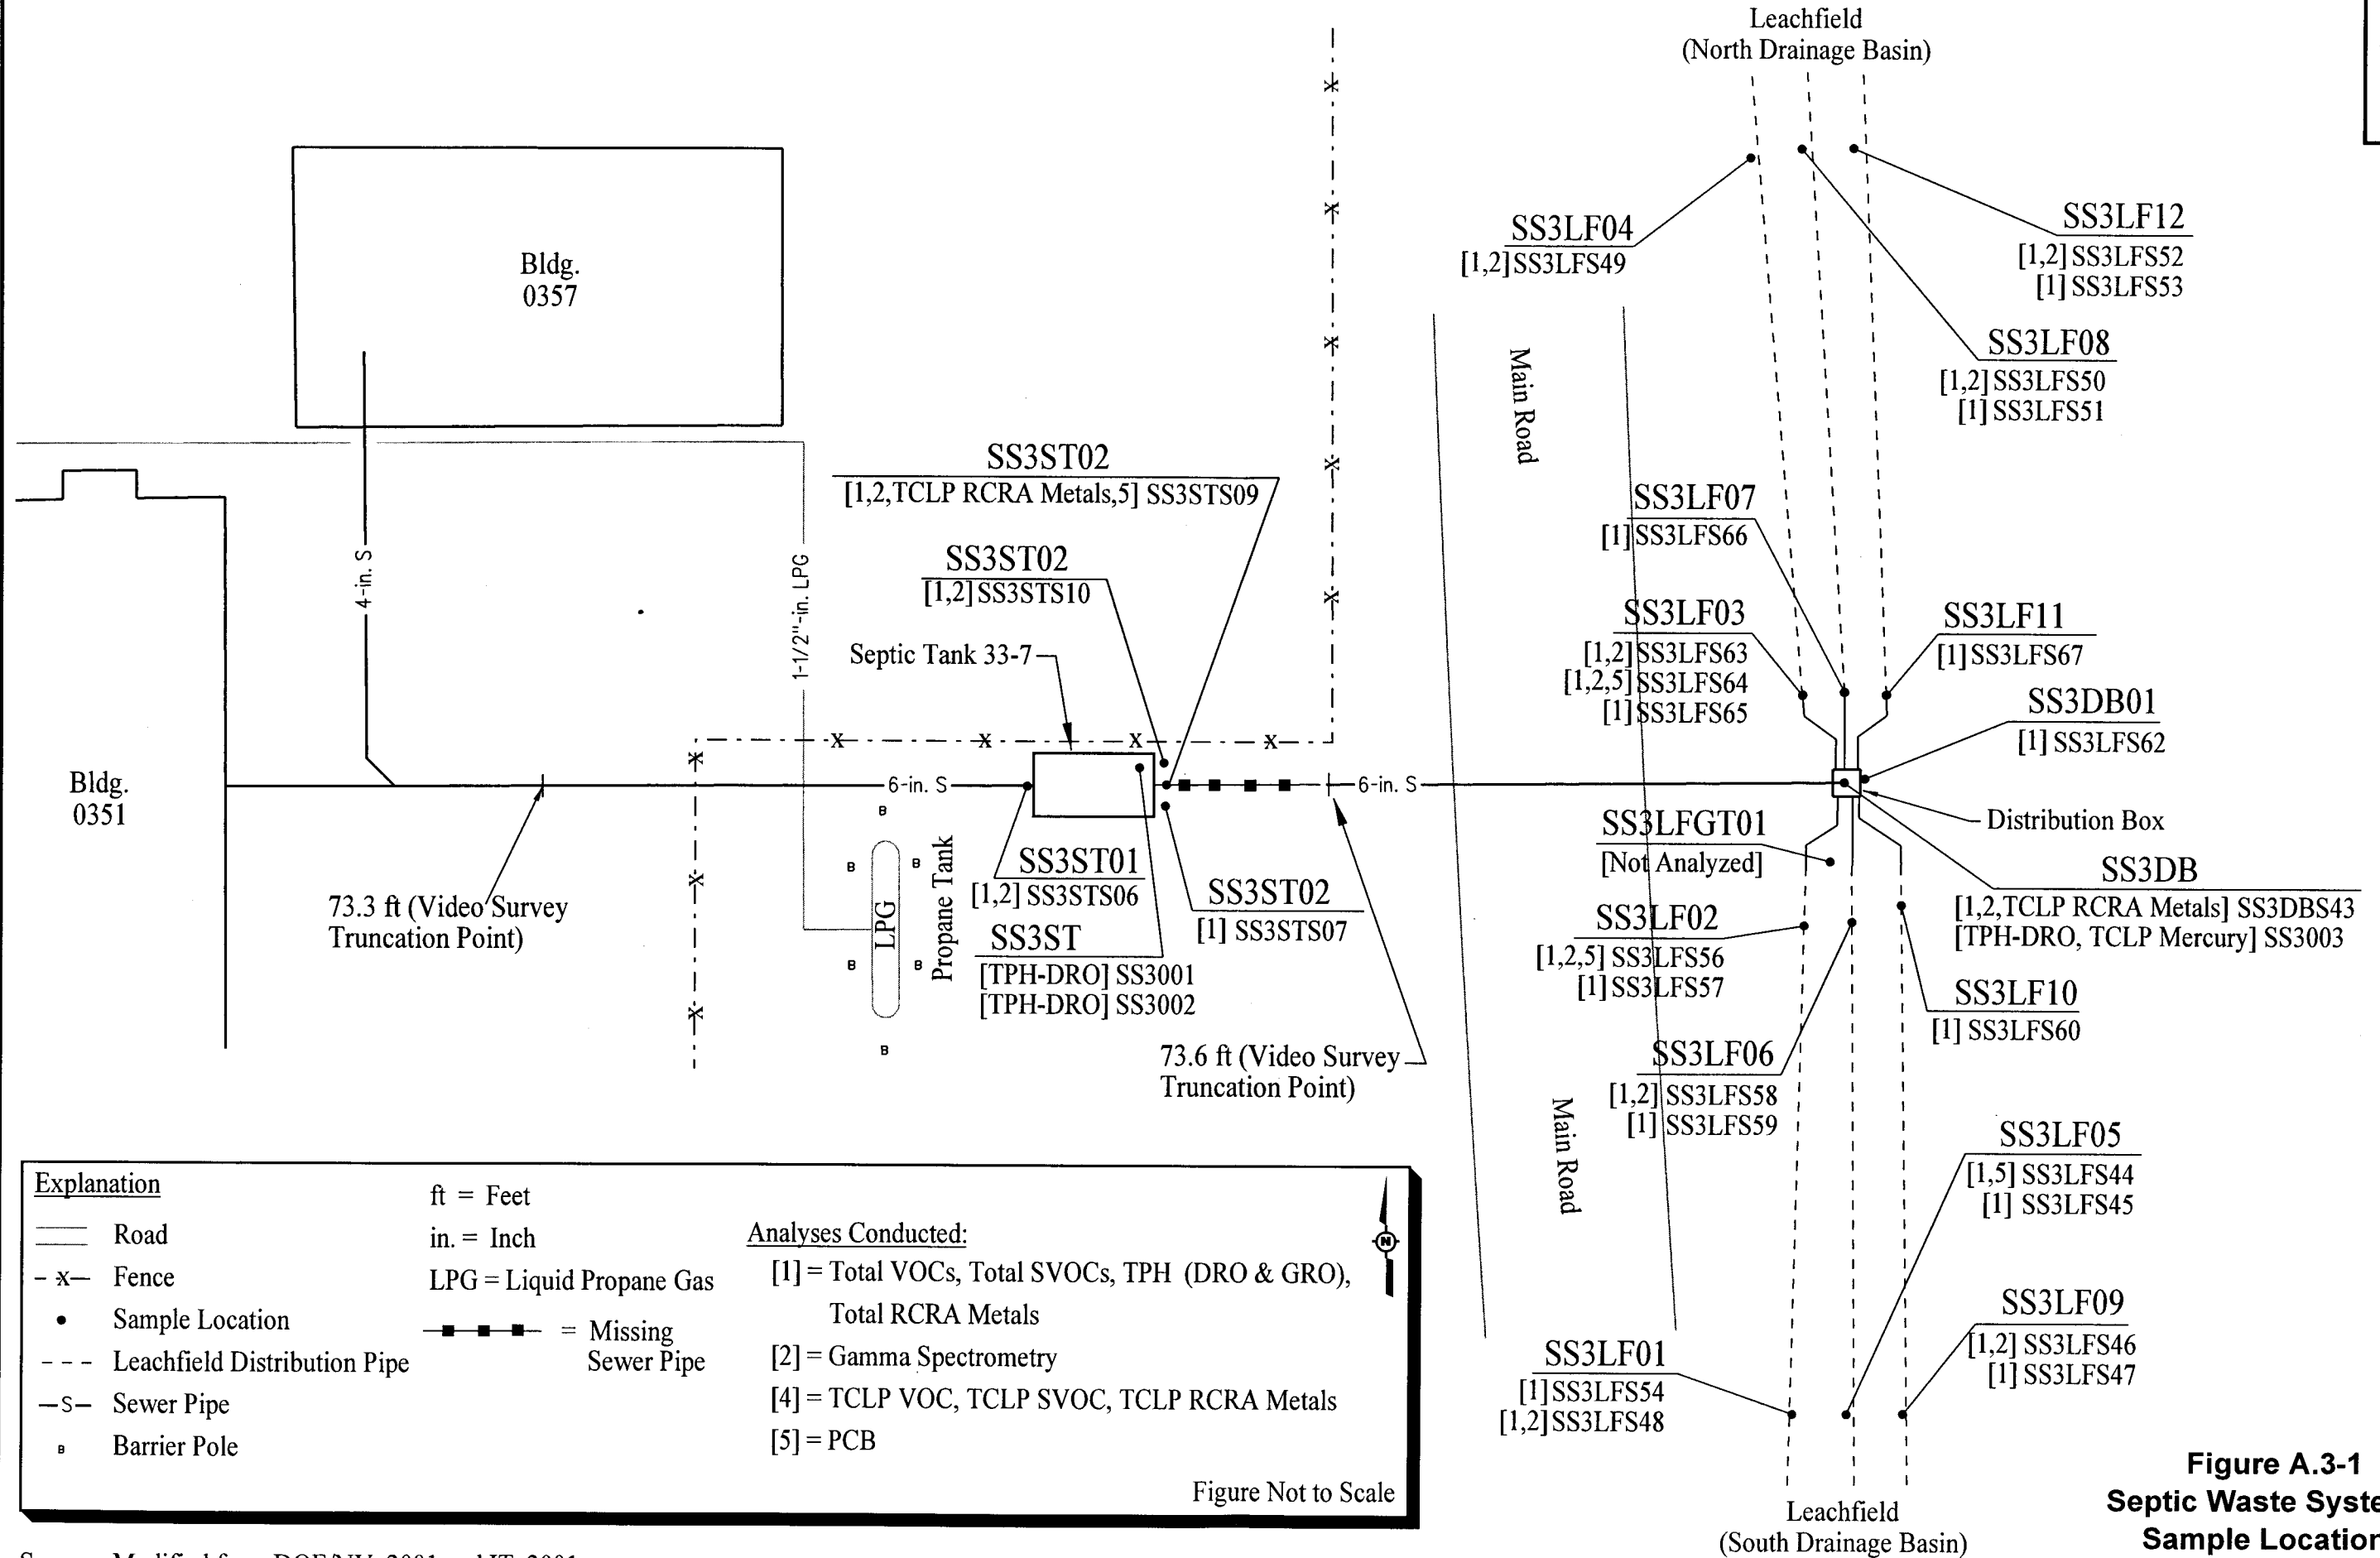 Leachfield
(North Drainage Basin)
Bldg.
0357
SS3LF04
[1,2]SS3LFS49
SS3LF12
[1,2]SS3LFS52
[1] SS3LFS53
SS3LF08
[1,2]SS3LFS50
[1] SS3LFS51
Main Road
SS3ST02
[1,2,TCLP RCRA Metals,5] SS3STS09
SS3LF07
[1]SS3LFS66
4-in. S
1-1/2"-in. LPG
SS3ST02
[1,2]SS3STS10
Septic Tank 33-7
SS3LF03
[1,2]SS3LFS63
[1,2,5]SS3LFS64
[1]SS3LFS65
SS3LF11
[1]SS3LFS67
SS3DB01
[1] SS3LFS62
x x x x x x
x x x x
x x x
Bldg.
0351
6-in. S
6-in. S
Distribution Box
SS3LFGT01
[Not Analyzed]
B
B B
B B
B
LPG
Propane Tank
SS3ST01
[1,2] SS3STS06
SS3ST02
[1] SS3STS07
SS3DB
[1,2,TCLP RCRA Metals] SS3DBS43
[TPH-DRO, TCLP Mercury] SS3003
73.3 ft (Video Survey
Truncation Point)
SS3ST
[TPH-DRO] SS3001
[TPH-DRO] SS3002
SS3LF02
[1,2,5] SS3LFS56
[1] SS3LFS57
SS3LF10
[1] SS3LFS60
73.6 ft (Video Survey
Truncation Point)
SS3LF06
[1,2] SS3LFS58
[1] SS3LFS59
Main Road
SS3LF05
[1,5] SS3LFS44
[1] SS3LFS45
SS3LF09
[1,2] SS3LFS46
[1] SS3LFS47
SS3LF01
[1]SS3LFS54
[1,2]SS3LFS48
Leachfield
(South Drainage Basin)
Explanation
Road
x Fence
Sample Location
Leachfield Distribution Pipe
S Sewer Pipe
B Barrier Pole
ft = Feet
in. = Inch
LPG = Liquid Propane Gas
= Missing
Sewer Pipe
Analyses Conducted:
[1] = Total VOCs, Total SVOCs, TPH (DRO & GRO),
Total RCRA Metals
[2] = Gamma Spectrometry
[4] = TCLP VOC, TCLP SVOC, TCLP RCRA Metals
[5] = PCB
N
Figure Not to Scale
Figure A.3-1
Septic Waste Syste
Sample Location